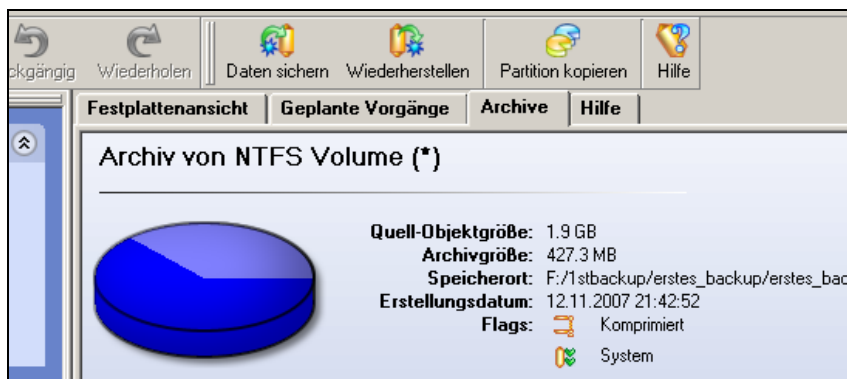 ckgängig Wiederholen Daten sichern Wiederherstellen Partition kopieren Hilfe
Festplattenansicht Geplante Vorgänge Archive Hilfe
Archiv von NTFS Volume (*)
Quell-Objektgröße: 1.9 GB
Archivgröße: 427.3 MB
Speicherort: F:/1stbackup/erstes_backup/erstes_bac
Erstellungsdatum: 12.11.2007 21:42:52
Flags: Komprimiert
System